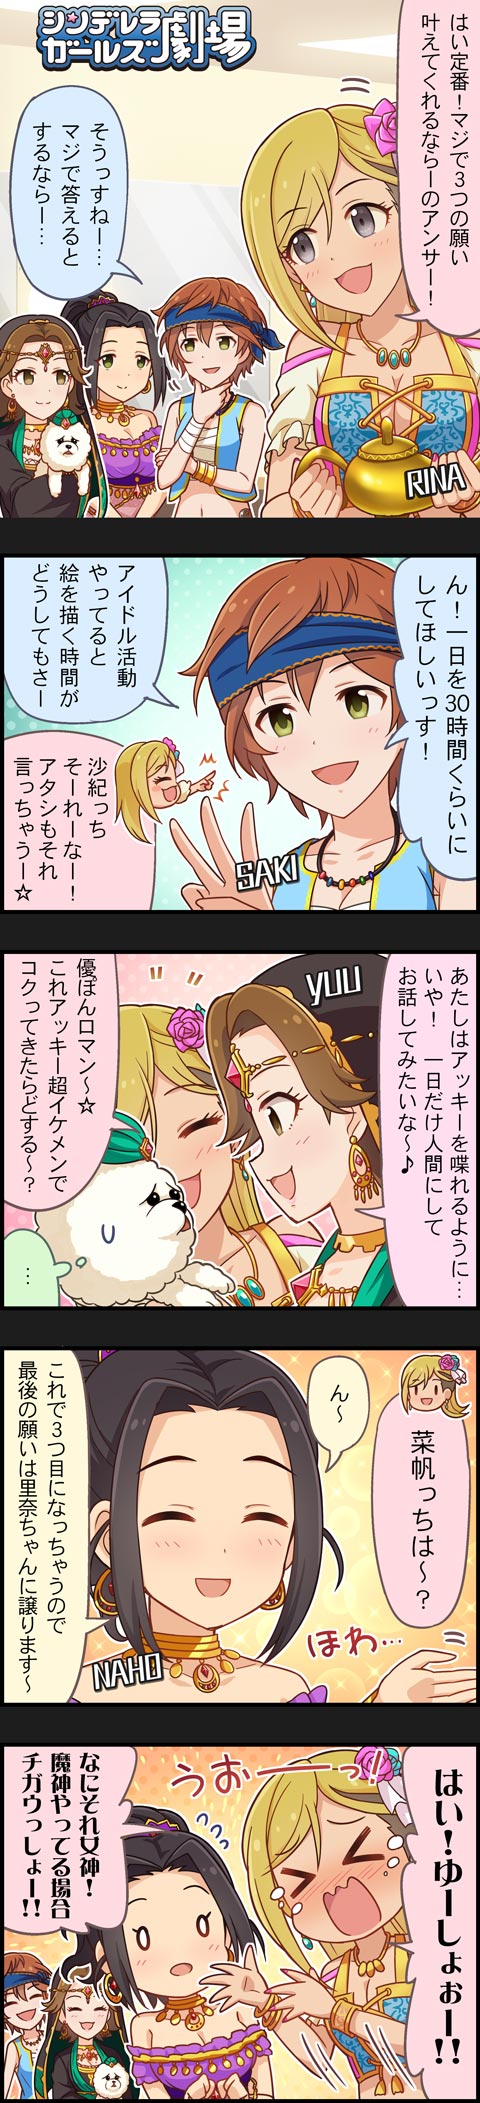 シンデレラ
ガールズ劇場
はい定番！マジで３つの願い
叶えてくれるならーのアンサー！
そうっすねー…
マジで答えると
するならー…
RINA
ん！一日を30時間くらいに
してほしいっす！
アイドル活動
やってると
絵を描く時間が
どうしてもさー
沙紀っち
そーれーなー！
アタシもそれ
言っちゃうー☆
SAKI
YUU
あたしはアッキーを喋れるように…
いや！一日だけ人間にして
お話してみたいな～♪
優ぽんロマン～☆
これアッキー超イケメンで
コクってきたらどする～？
…
菜帆っちは～？
ん～
これで３つ目になっちゃうので
最後の願いは里奈ちゃんに譲ります～
ほわ…
NAHO
はい！ゆーしょぉー!!
うおーーっ！
なにそれ女神！
魔神やってる場合
チガウっしょー!!